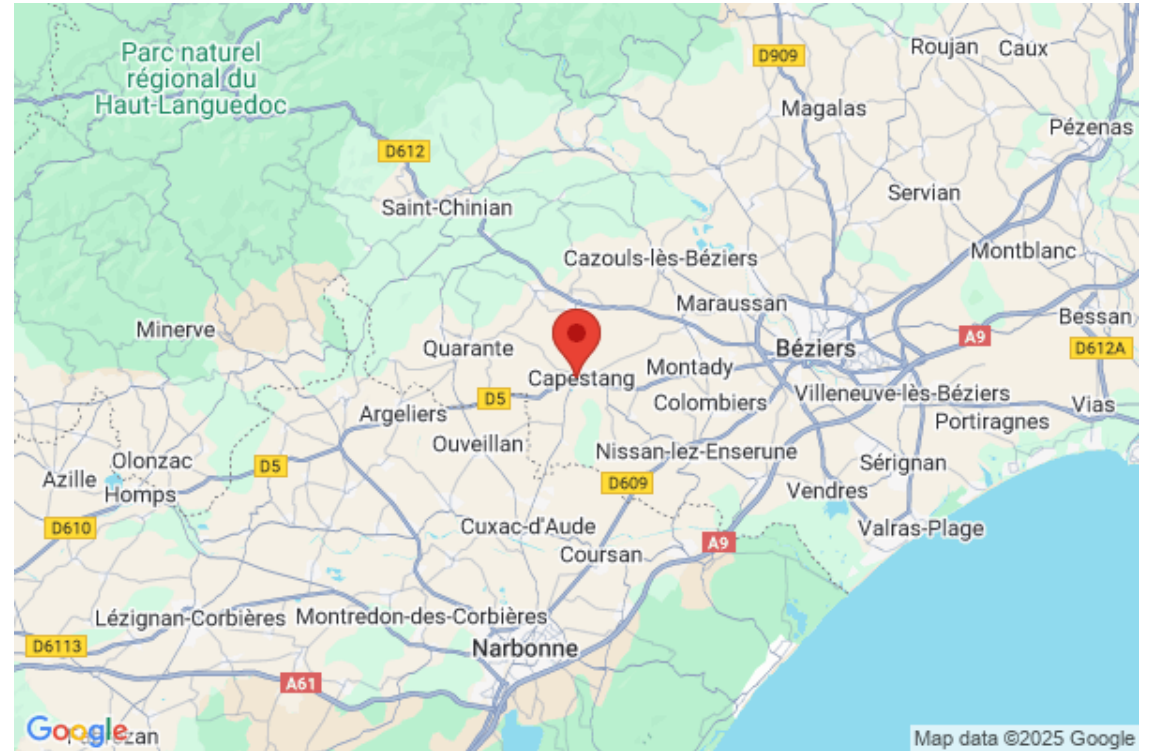 Parc naturel
régional du
Haut-Languedoc
D909
Roujan
Caux
Magalas
Pézenas
D612
Servian
Saint-Chinian
Montblanc
Cazouls-lès-Béziers
Maraussan
Bessan
Minerve
A9
Quarante
Béziers
D612A
Montady
Capestang
Villeneuve-lès-Béziers
D5
Colombiers
Vias
Argeliers
Portiragnes
Ouveillan
Nissan-lez-Enserune
Olonzac
D5
Sérignan
Azille
Homps
D609
Vendres
D610
Cuxac-d'Aude
Valras-Plage
A9
Coursan
Lézignan-Corbières
Montredon-des-Corbières
D6113
Narbonne
A61
Google
Map data ©2025 Google